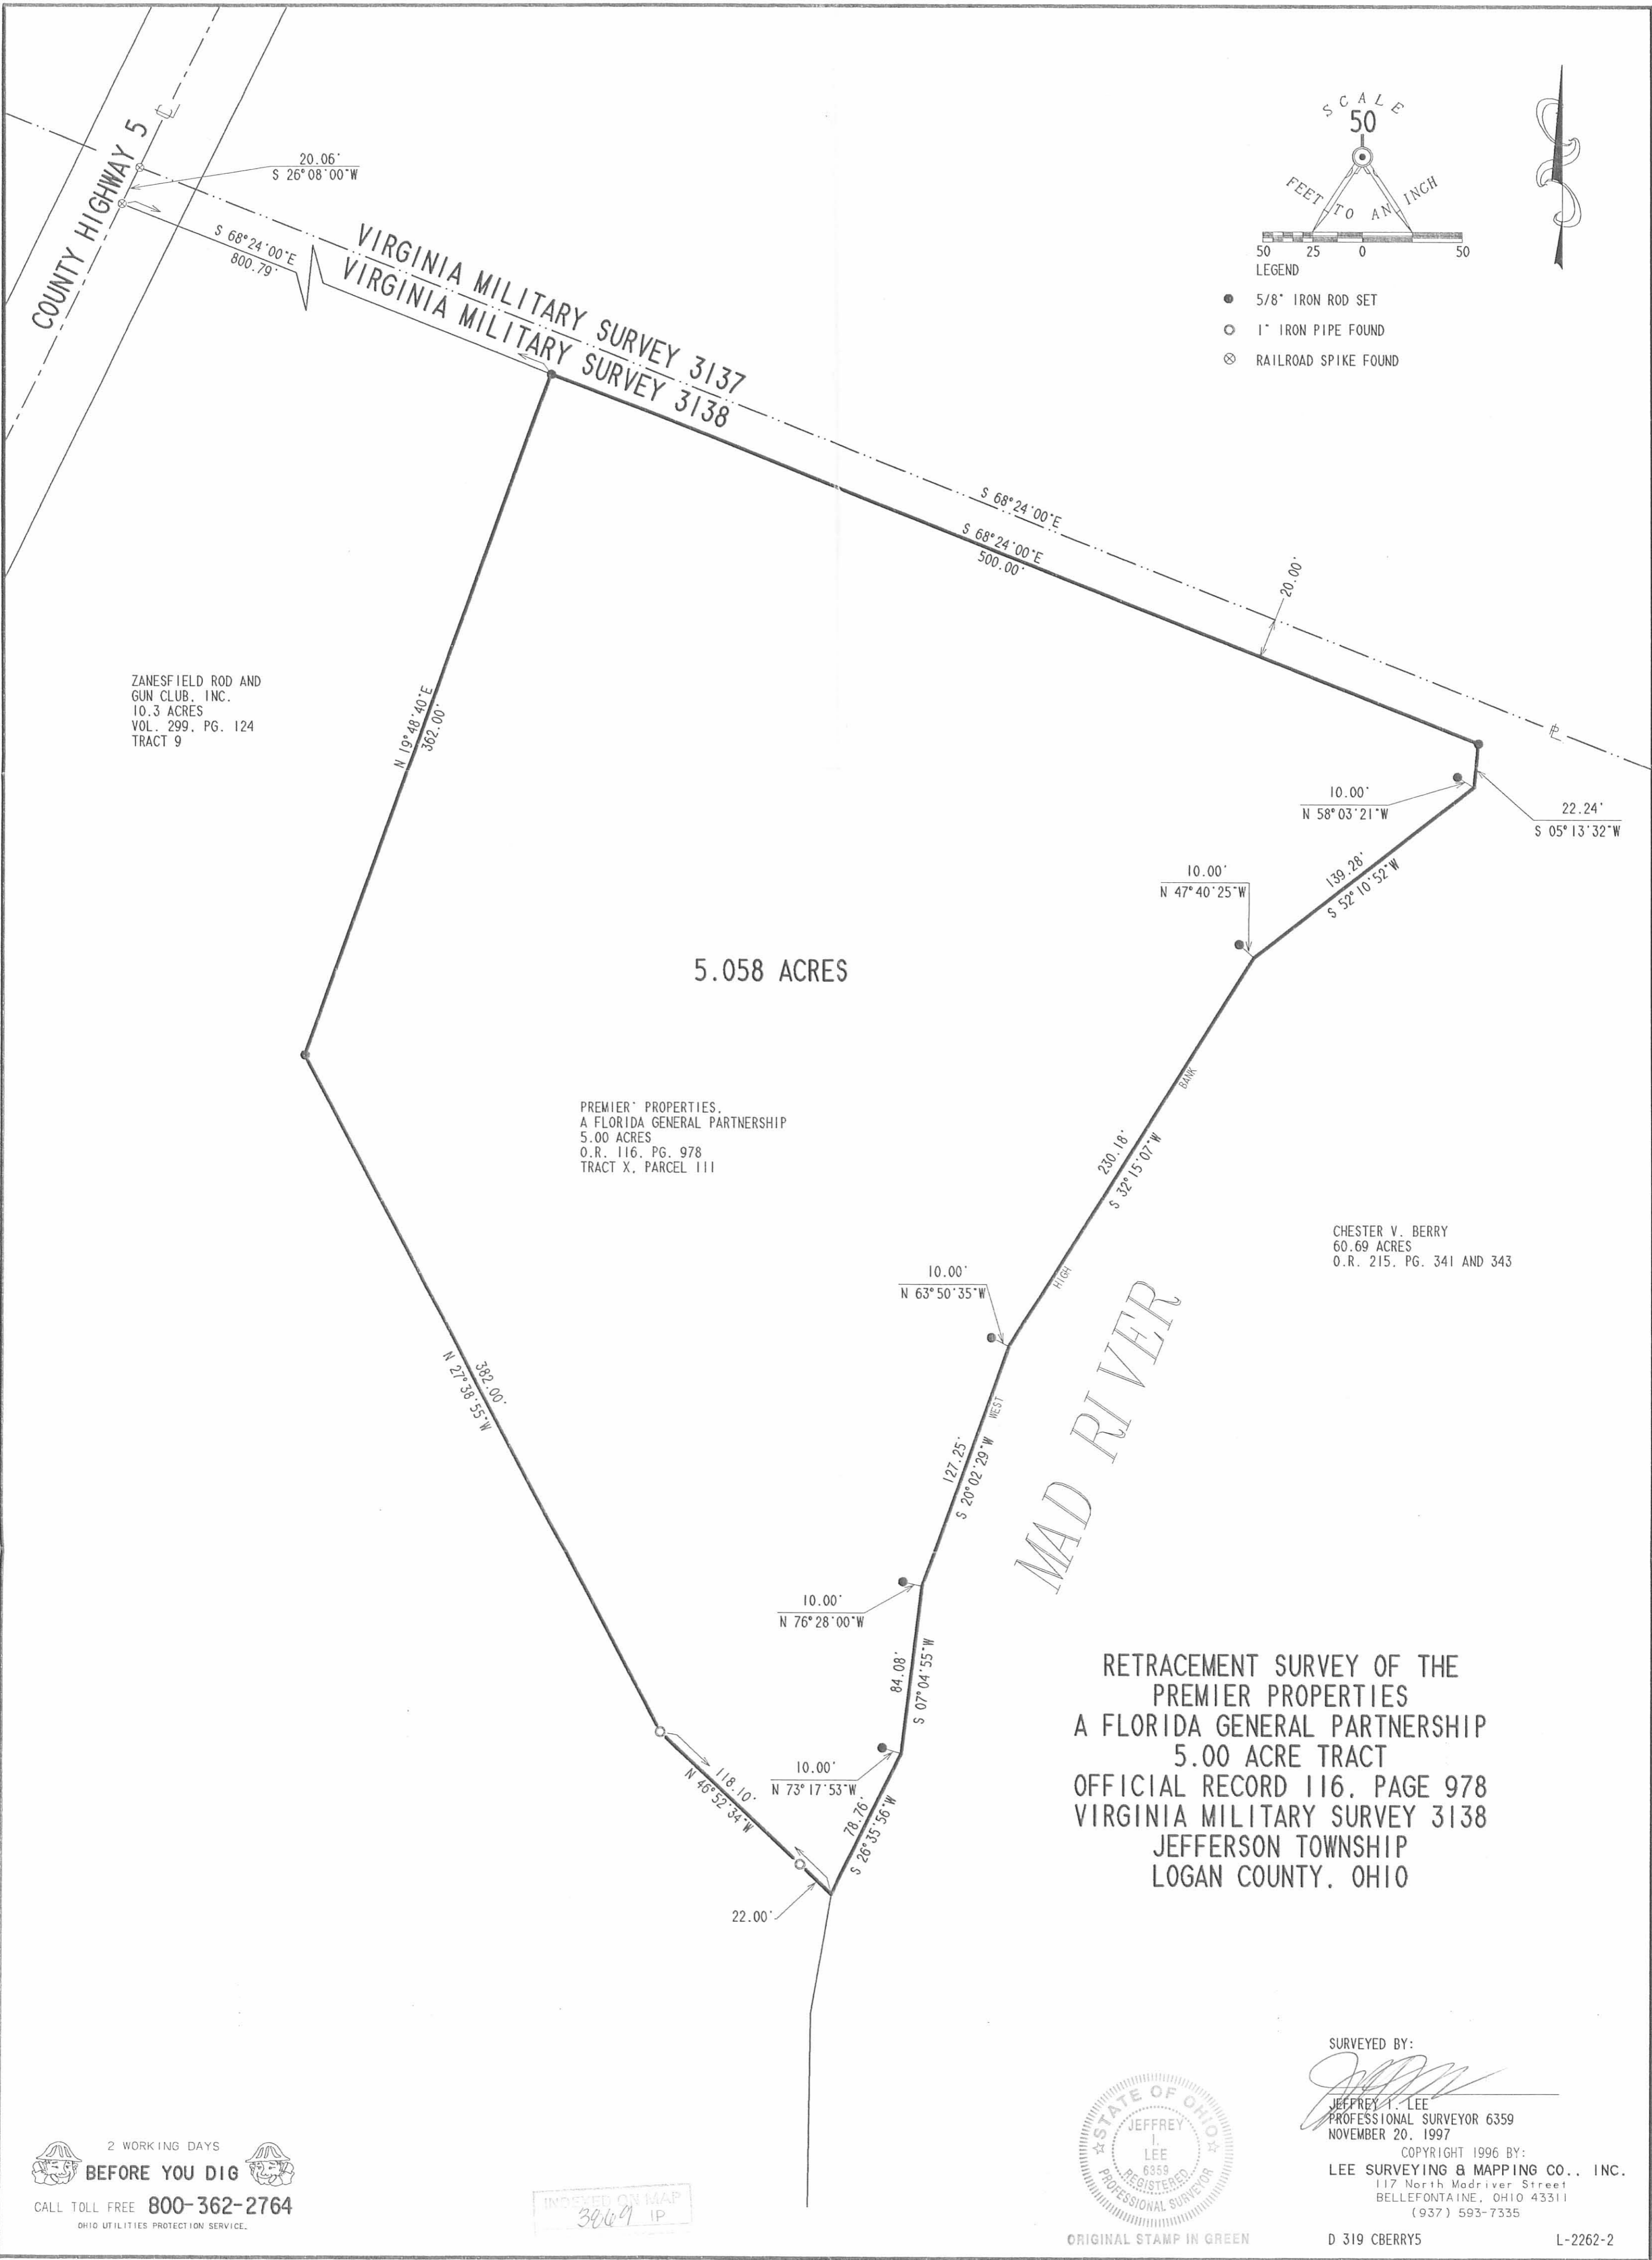 SCALE
50
FEET TO AN INCH
50 25 0 50
LEGEND
5/8" IRON ROD SET
1" IRON PIPE FOUND
RAILROAD SPIKE FOUND
COUNTY HIGHWAY 5
20.06'
S 26°08'00"W
S 68°24'00"E
800.79'
VIRGINIA MILITARY SURVEY 3137
VIRGINIA MILITARY SURVEY 3138
S 68°24'00"E
S 68°24'00"E
500.00'
20.00'
ZANESFIELD ROD AND
GUN CLUB, INC.
10.3 ACRES
VOL. 299, PG. 124
TRACT 9
N 19°48'40"E
362.00'
10.00'
N 58°03'21"W
22.24'
S 05°13'32"W
139.28'
S 52°10'52"W
10.00'
N 47°40'25"W
5.058 ACRES
PREMIER' PROPERTIES,
A FLORIDA GENERAL PARTNERSHIP
5.00 ACRES
O.R. 116, PG. 978
TRACT X, PARCEL III
BANK
230.18'
S 32°15'07"W
HIGH
CHESTER V. BERRY
60.69 ACRES
O.R. 215, PG. 341 AND 343
10.00'
N 63°50'35"W
MAD RIVER
WEST
127.25'
S 20°02'29"W
382.00'
N 27°38'55"W
10.00'
N 76°28'00"W
84.08'
S 07°04'55"W
10.00'
N 73°17'53"W
118.10'
N 46°52'34"W
78.76'
S 26°35'56"W
22.00'
RETRACEMENT SURVEY OF THE
PREMIER PROPERTIES
A FLORIDA GENERAL PARTNERSHIP
5.00 ACRE TRACT
OFFICIAL RECORD 116, PAGE 978
VIRGINIA MILITARY SURVEY 3138
JEFFERSON TOWNSHIP
LOGAN COUNTY, OHIO
2 WORKING DAYS
BEFORE YOU DIG
CALL TOLL FREE 800-362-2764
OHIO UTILITIES PROTECTION SERVICE.
INDEXED ON MAP
3869 IP
STATE OF OHIO
JEFFREY
I.
LEE
6359
REGISTERED
PROFESSIONAL SURVEYOR
ORIGINAL STAMP IN GREEN
SURVEYED BY:
JEFFREY I. LEE
PROFESSIONAL SURVEYOR 6359
NOVEMBER 20, 1997
COPYRIGHT 1996 BY:
LEE SURVEYING & MAPPING CO., INC.
117 North Madriver Street
BELLEFONTAINE, OHIO 43311
(937) 593-7335
D 319 CBERRY5 L-2262-2